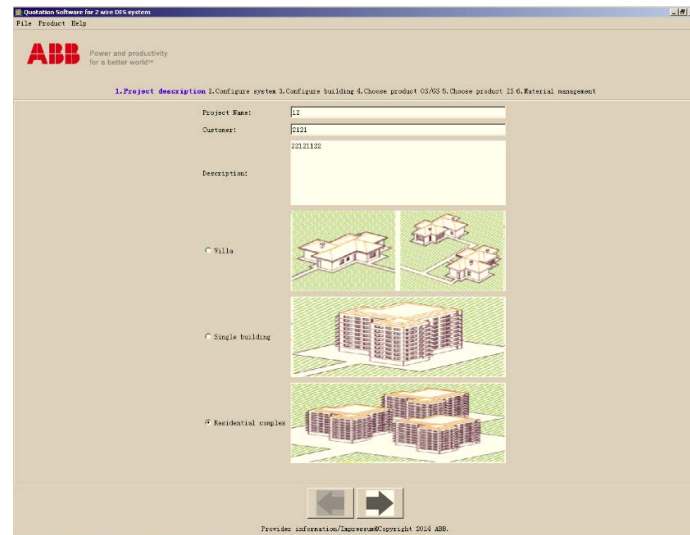 Quotation Software for 2 wire DES system
File Product Help
ABB
Power and productivity
for a better world™
1.Project description 2.Configure system 3.Configure building 4.Choose product OS/GS 5.Choose product IS 6.Material management
Project Name: 12
Customer: 2121
Description: 22121122
Villa
Single building
Residential complex
Provider information/Impressum©Copyright 2014 ABB.